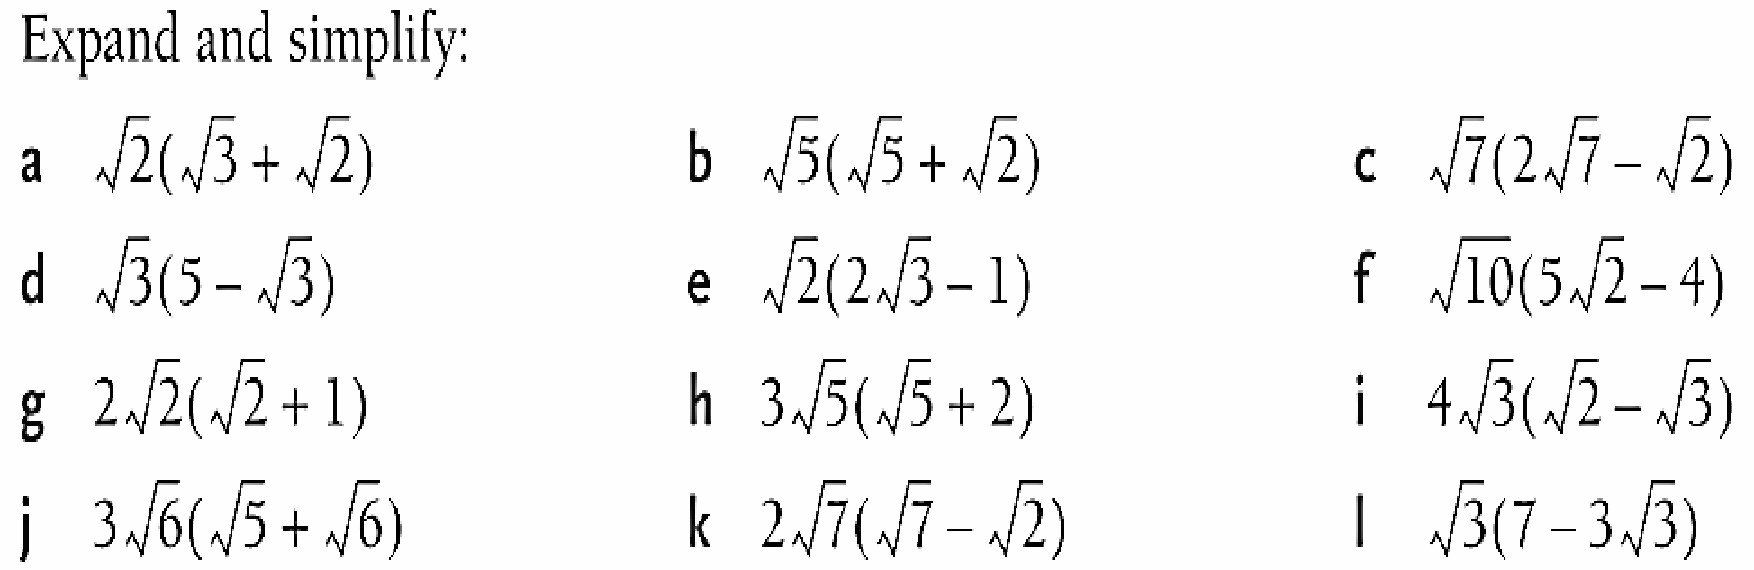 Expand and simplify:
a √2(√3 + √2) b √5(√5 + √2) c √7(2√7 – √2)
d √3(5 – √3) e √2(2√3 – 1) f √10(5√2 – 4)
g 2√2(√2 + 1) h 3√5(√5 + 2) i 4√3(√2 – √3)
j 3√6(√5 + √6) k 2√7(√7 – √2) l √3(7 – 3√3)